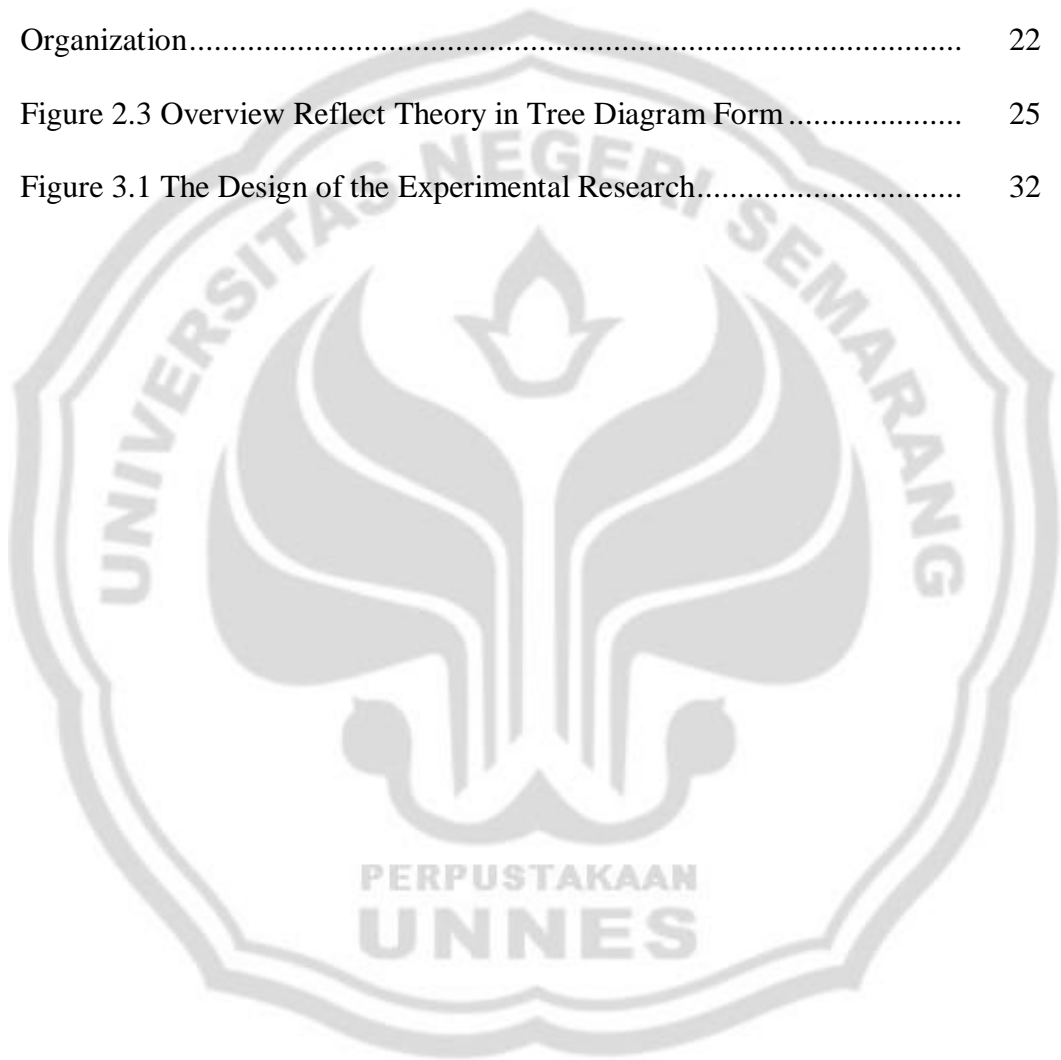 Organization............................................................................................ 22
Figure 2.3 Overview Reflect Theory in Tree Diagram Form ..................... 25
Figure 3.1 The Design of the Experimental Research................................ 32
UNIVERSITAS NEGERI SEMARANG
PERPUSTAKAAN
UNNES